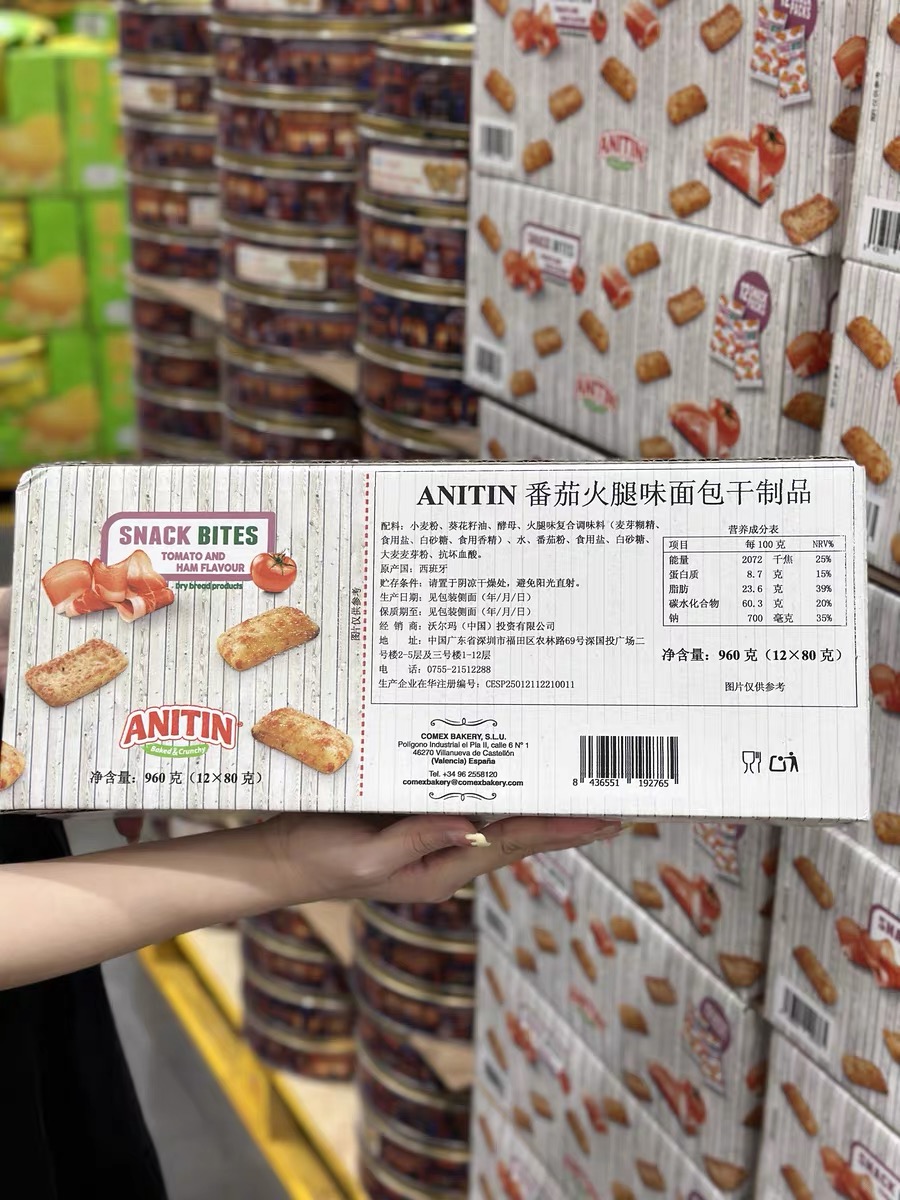 SNACK BITES
ANITIN
SNACK BITES
ANITIN
SNACK BITES
TOMATO AND
HAM FLAVOUR
Dry bread products
ANITIN®
Baked & Crunchy
净含量：960 克（12×80 克）
图片仅供参考
ANITIN 番茄火腿味面包干制品
配料：小麦粉、葵花籽油、酵母、火腿味复合调味料（麦芽糊精、
食用盐、白砂糖、食用香精）、水、番茄粉、食用盐、白砂糖、
大麦麦芽粉、抗坏血酸。
原产国：西班牙
贮存条件：请置于阴凉干燥处，避免阳光直射。
生产日期：见包装侧面（年/月/日）
保质期至：见包装侧面（年/月/日）
经 销 商：沃尔玛（中国）投资有限公司
地 址：中国广东省深圳市福田区农林路69号深国投广场二
号楼2-5层及三号楼1-12层
电 话：0755-21512288
生产企业在华注册编号：CESP25012112210011
营养成分表
项目 每 100 克 NRV%
能量 2072 千焦 25%
蛋白质 8.7 克 15%
脂肪 23.6 克 39%
碳水化合物 60.3 克 20%
钠 700 毫克 35%
净含量：960 克（12×80 克）
图片仅供参考
COMEX BAKERY, S.L.U.
Polígono Industrial el Pla II, calle 6 Nº 1
46270 Villanueva de Castellón
(Valencia) España
Tel. +34 96 2558120
comexbakery@comexbakery.com
8 436551 192765